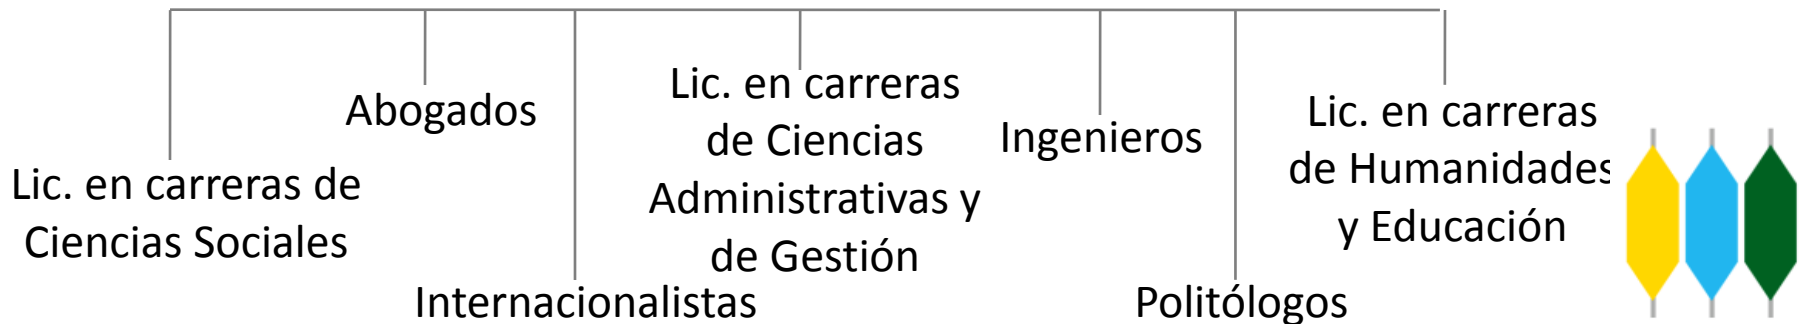 Lic. en carreras de
Ciencias Sociales
Abogados
Internacionalistas
Lic. en carreras
de Ciencias
Administrativas y
de Gestión
Ingenieros
Politólogos
Lic. en carreras
de Humanidades
y Educación